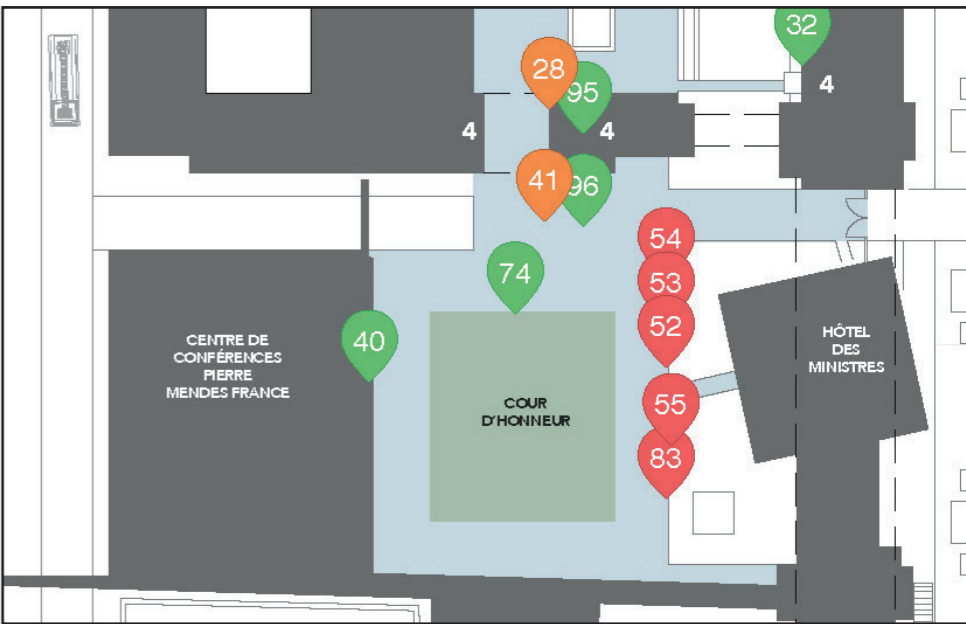 32
28
95
4
4
4
41
96
54
74
53
40
52
CENTRE DE
CONFÉRENCES
PIERRE
MENDES FRANCE
HÔTEL
DES
MINISTRES
COUR
D'HONNEUR
55
83